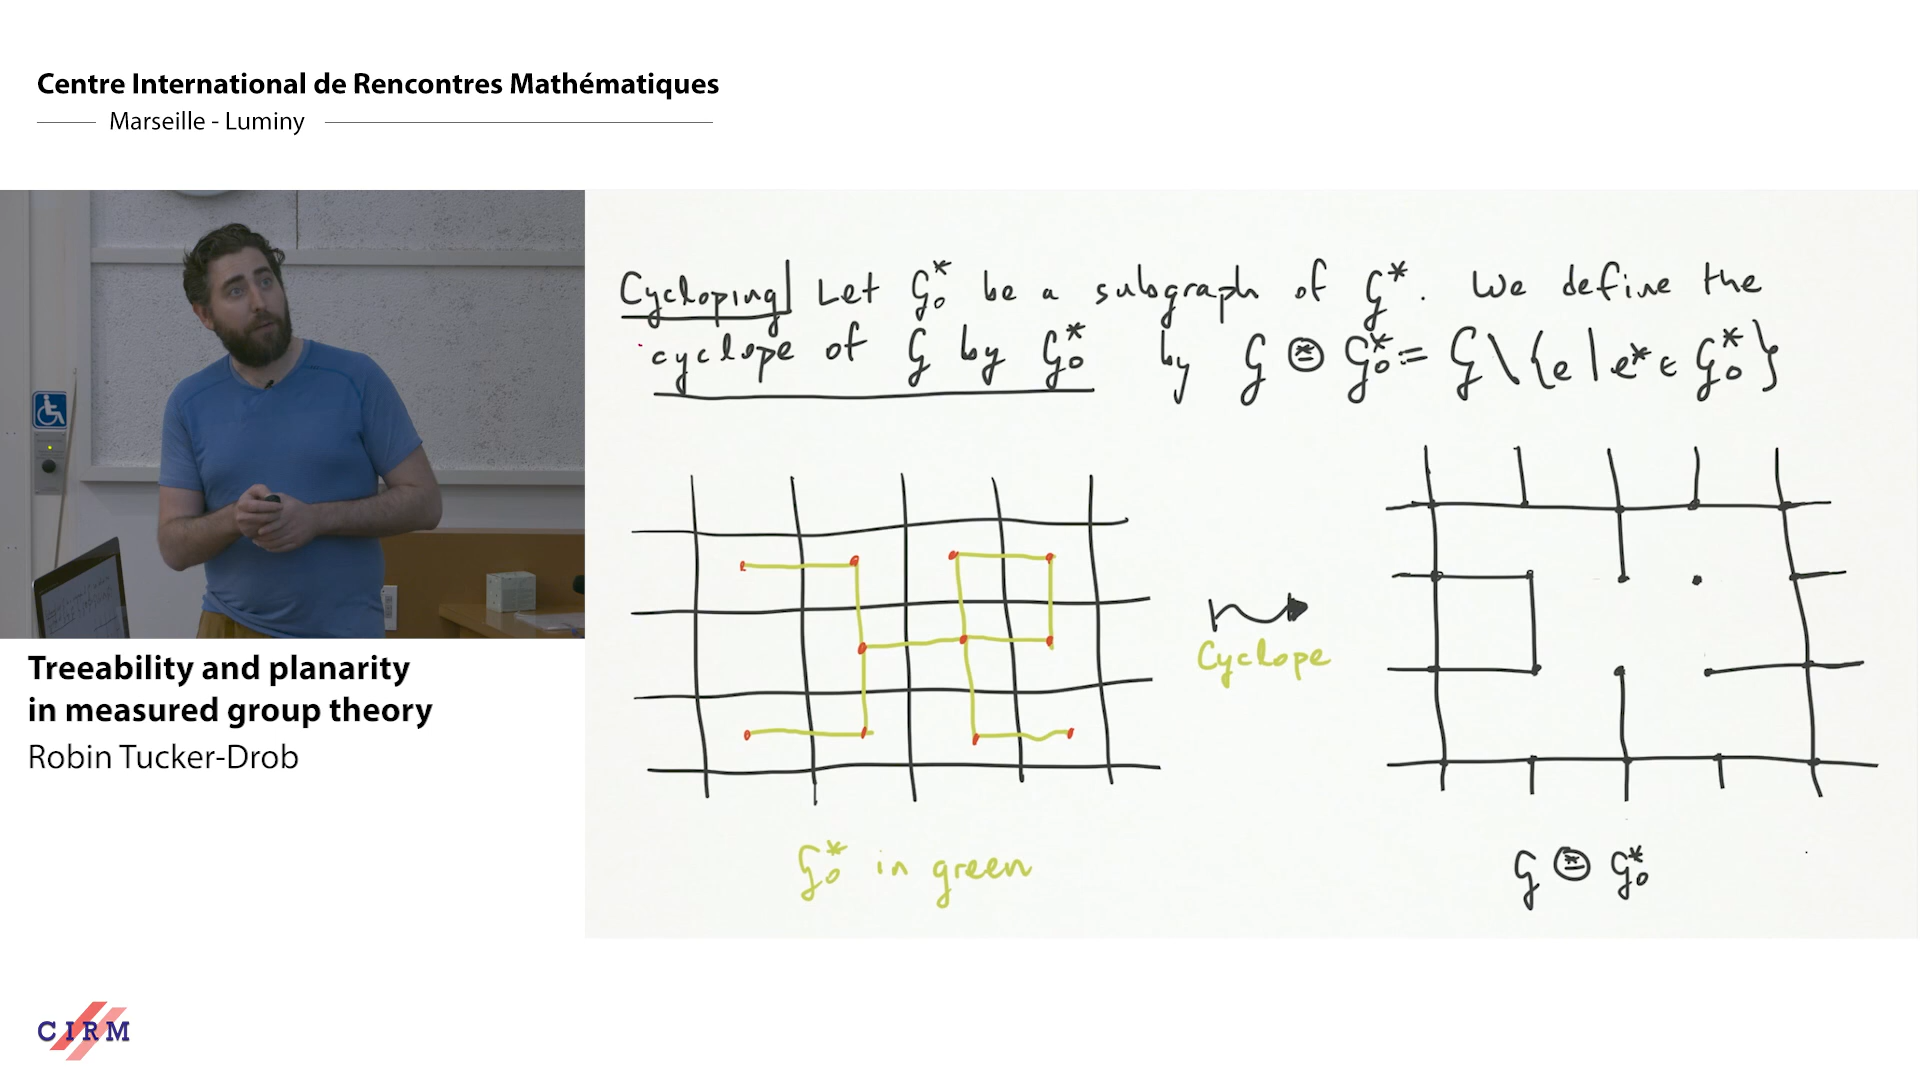 Centre International de Rencontres Mathématiques
Marseille - Luminy
Cycloping| Let G₀* be a subgraph of G*. We define the
cyclope of G by G₀* by G ⊛ G₀* := G \ {e | e* ∈ G₀*}
Cyclope
G₀* in green
G ⊛ G₀*
Treeability and planarity
in measured group theory
Robin Tucker-Drob
CIRM